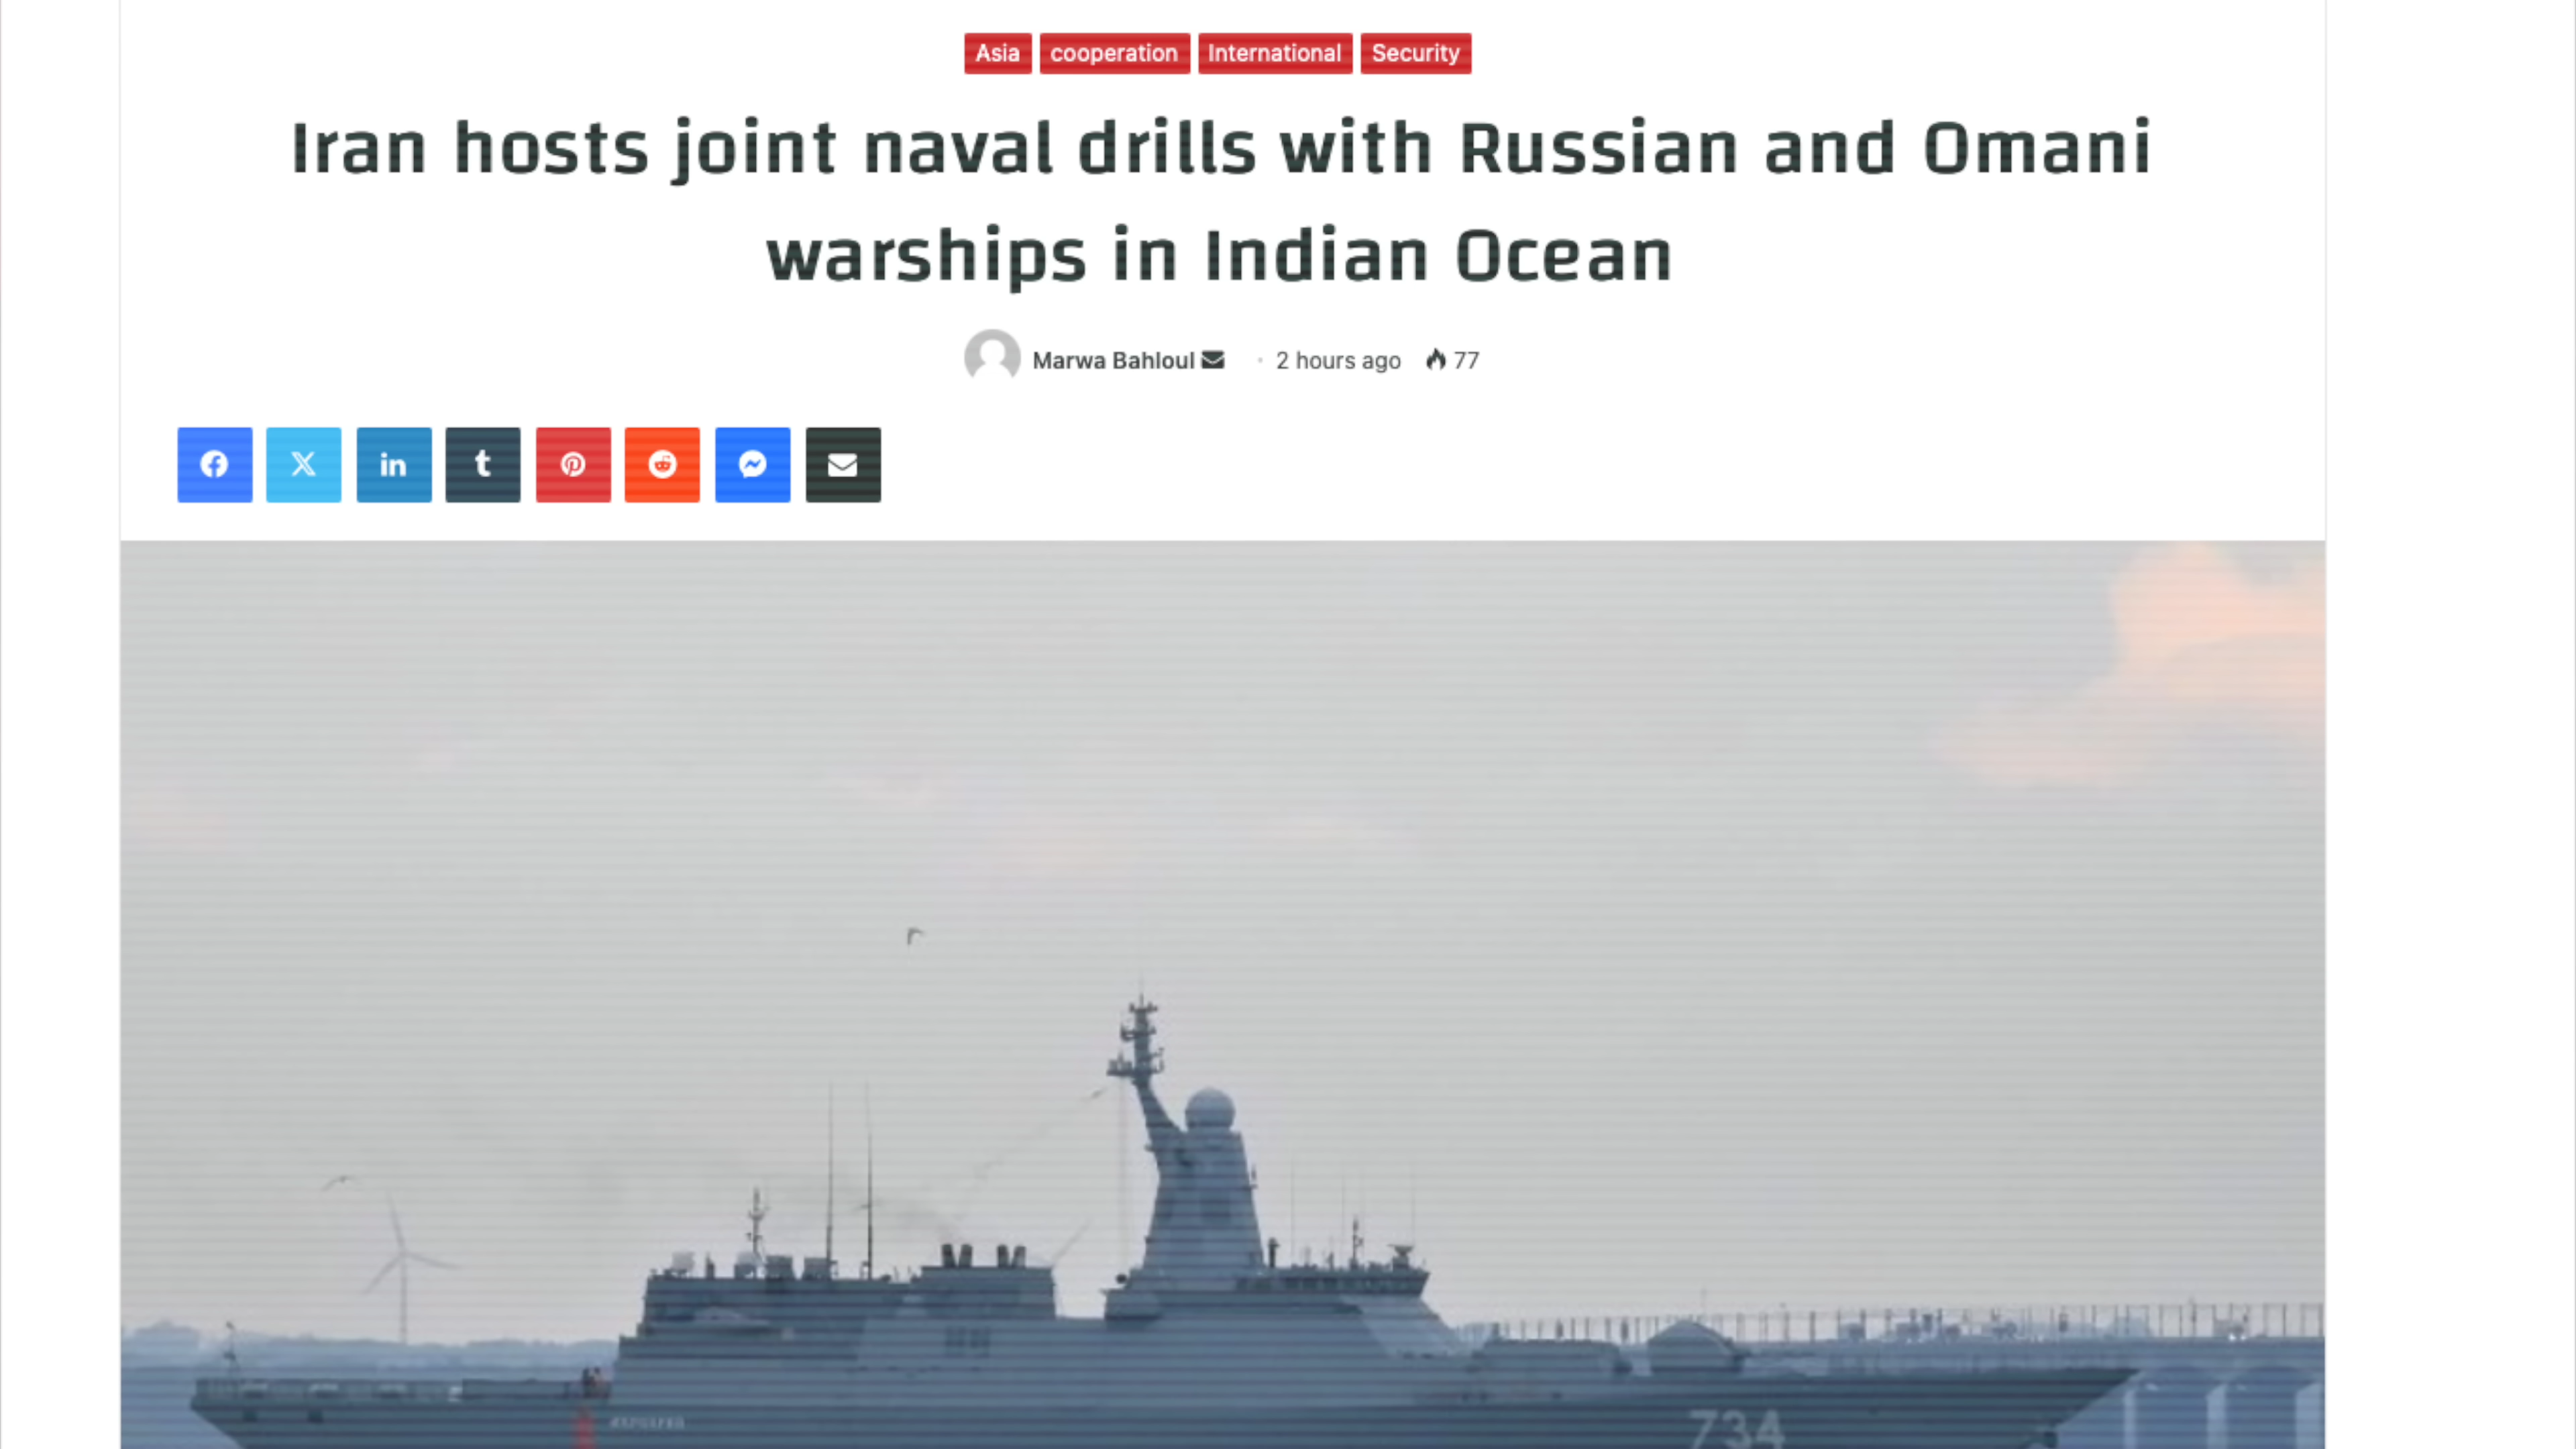 Asia cooperation International Security
Iran hosts joint naval drills with Russian and Omani
warships in Indian Ocean
Marwa Bahloul 2 hours ago 77
734